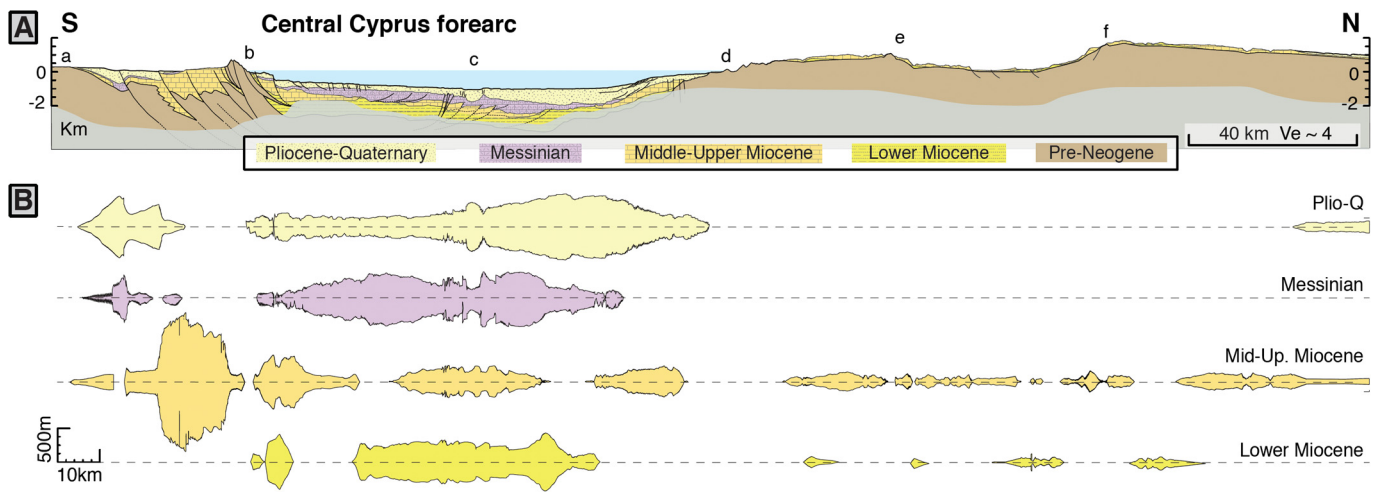 A
S
Central Cyprus forearc
N
a
b
c
d
e
f
0
-2
Km
0
-2
40 km Ve ~ 4
Pliocene-Quaternary
Messinian
Middle-Upper Miocene
Lower Miocene
Pre-Neogene
B
Plio-Q
Messinian
Mid-Up. Miocene
Lower Miocene
500m
10km